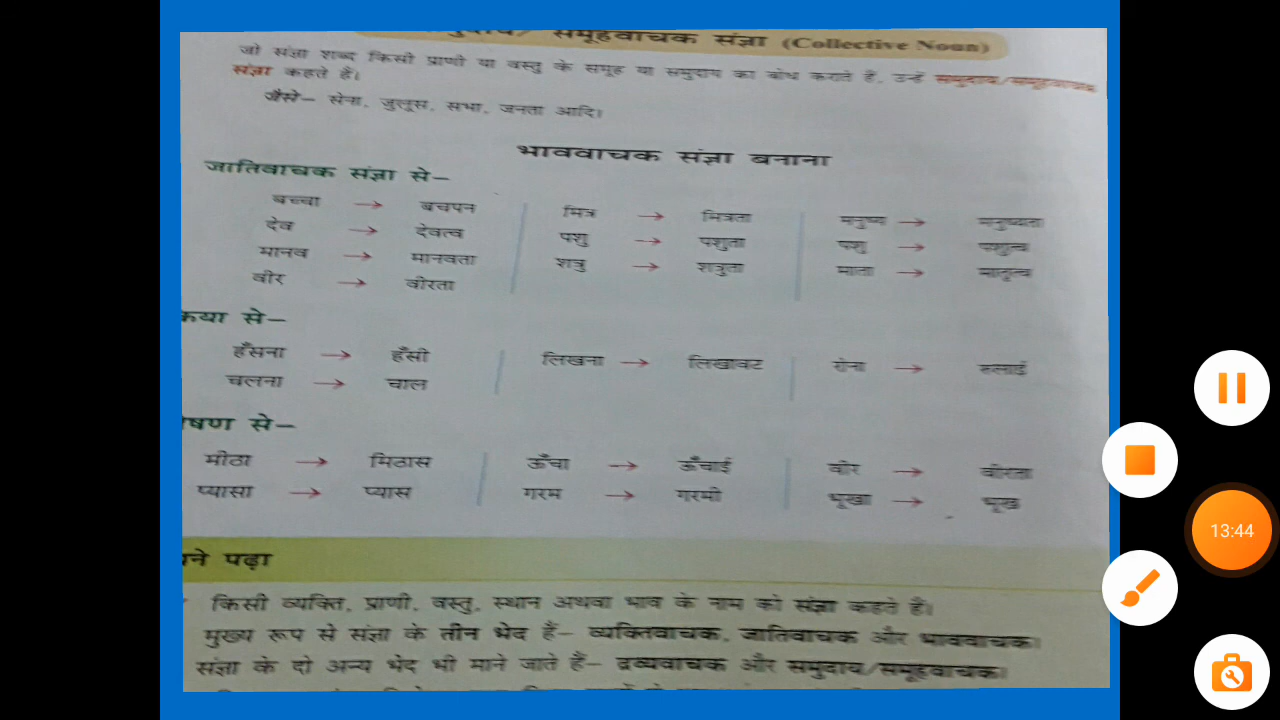 समूहवाचक संज्ञा (Collective Noun)
जो संज्ञा शब्द किसी प्राणी या वस्तु के समूह या समुदाय का बोध कराते हैं, उन्हें समुदाय/समूहवाचक
संज्ञा कहते हैं।
जैसे– सेना, जुलूस, सभा, जनता आदि।
भाववाचक संज्ञा बनाना
जातिवाचक संज्ञा से–
बच्चा → बचपन मित्र → मित्रता मनुष्य → मनुष्यता
देव → देवत्व पशु → पशुता पशु → पशुत्व
मानव → मानवता शत्रु → शत्रुता माता → मातृत्व
वीर → वीरता
क्रिया से–
हँसना → हँसी लिखना → लिखावट रोना → रुलाई
चलना → चाल
षण से–
मीठा → मिठास ऊँचा → ऊँचाई वीर → वीरता
प्यासा → प्यास गरम → गरमी भूखा → भूख
ने पढ़ा
किसी व्यक्ति, प्राणी, वस्तु, स्थान अथवा भाव के नाम को संज्ञा कहते हैं।
मुख्य रूप से संज्ञा के तीन भेद हैं– व्यक्तिवाचक, जातिवाचक और भाववाचक।
संज्ञा के दो अन्य भेद भी माने जाते हैं– द्रव्यवाचक और समुदाय/समूहवाचक।
13:44